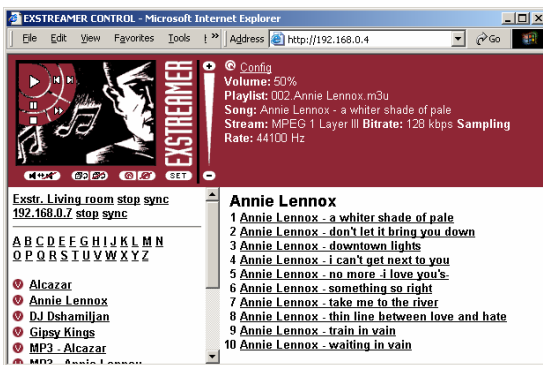 EXSTREAMER CONTROL - Microsoft Internet Explorer
File Edit View Favorites Tools » Address http://192.168.0.4 Go
EXSTREAMER
SET
Config
Volume: 50%
Playlist: 002.Annie Lennox.m3u
Song: Annie Lennox - a whiter shade of pale
Stream: MPEG 1 Layer III Bitrate: 128 kbps Sampling
Rate: 44100 Hz
Exstr. Living room stop sync
192.168.0.7 stop sync
A B C D E F G H I J K L M N
O P Q R S T U V W X Y Z
V Alcazar
V Annie Lennox
V DJ Dshamiljan
V Gipsy Kings
V MP3 - Alcazar
V MP3 - Annie Lennox
Annie Lennox
1 Annie Lennox - a whiter shade of pale
2 Annie Lennox - don't let it bring you down
3 Annie Lennox - downtown lights
4 Annie Lennox - i can't get next to you
5 Annie Lennox - no more -i love you's-
6 Annie Lennox - something so right
7 Annie Lennox - take me to the river
8 Annie Lennox - thin line between love and hate
9 Annie Lennox - train in vain
10 Annie Lennox - waiting in vain